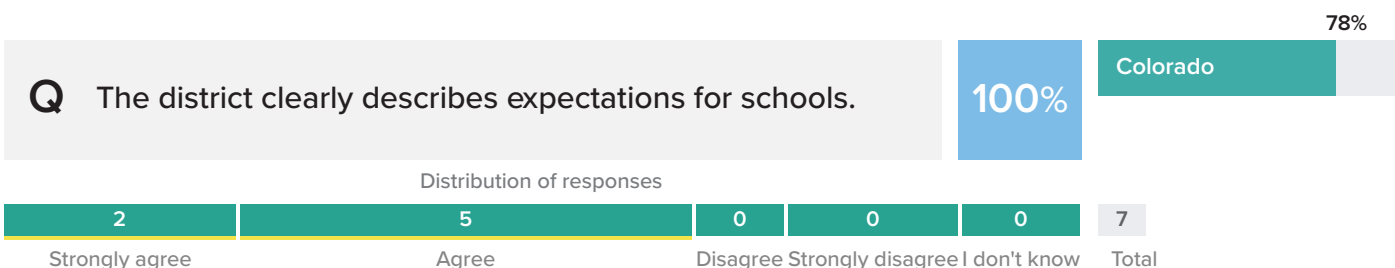 78%
Q The district clearly describes expectations for schools.
100%
Colorado
Distribution of responses
2 5 0 0 0 7
Strongly agree Agree Disagree Strongly disagree I don't know Total